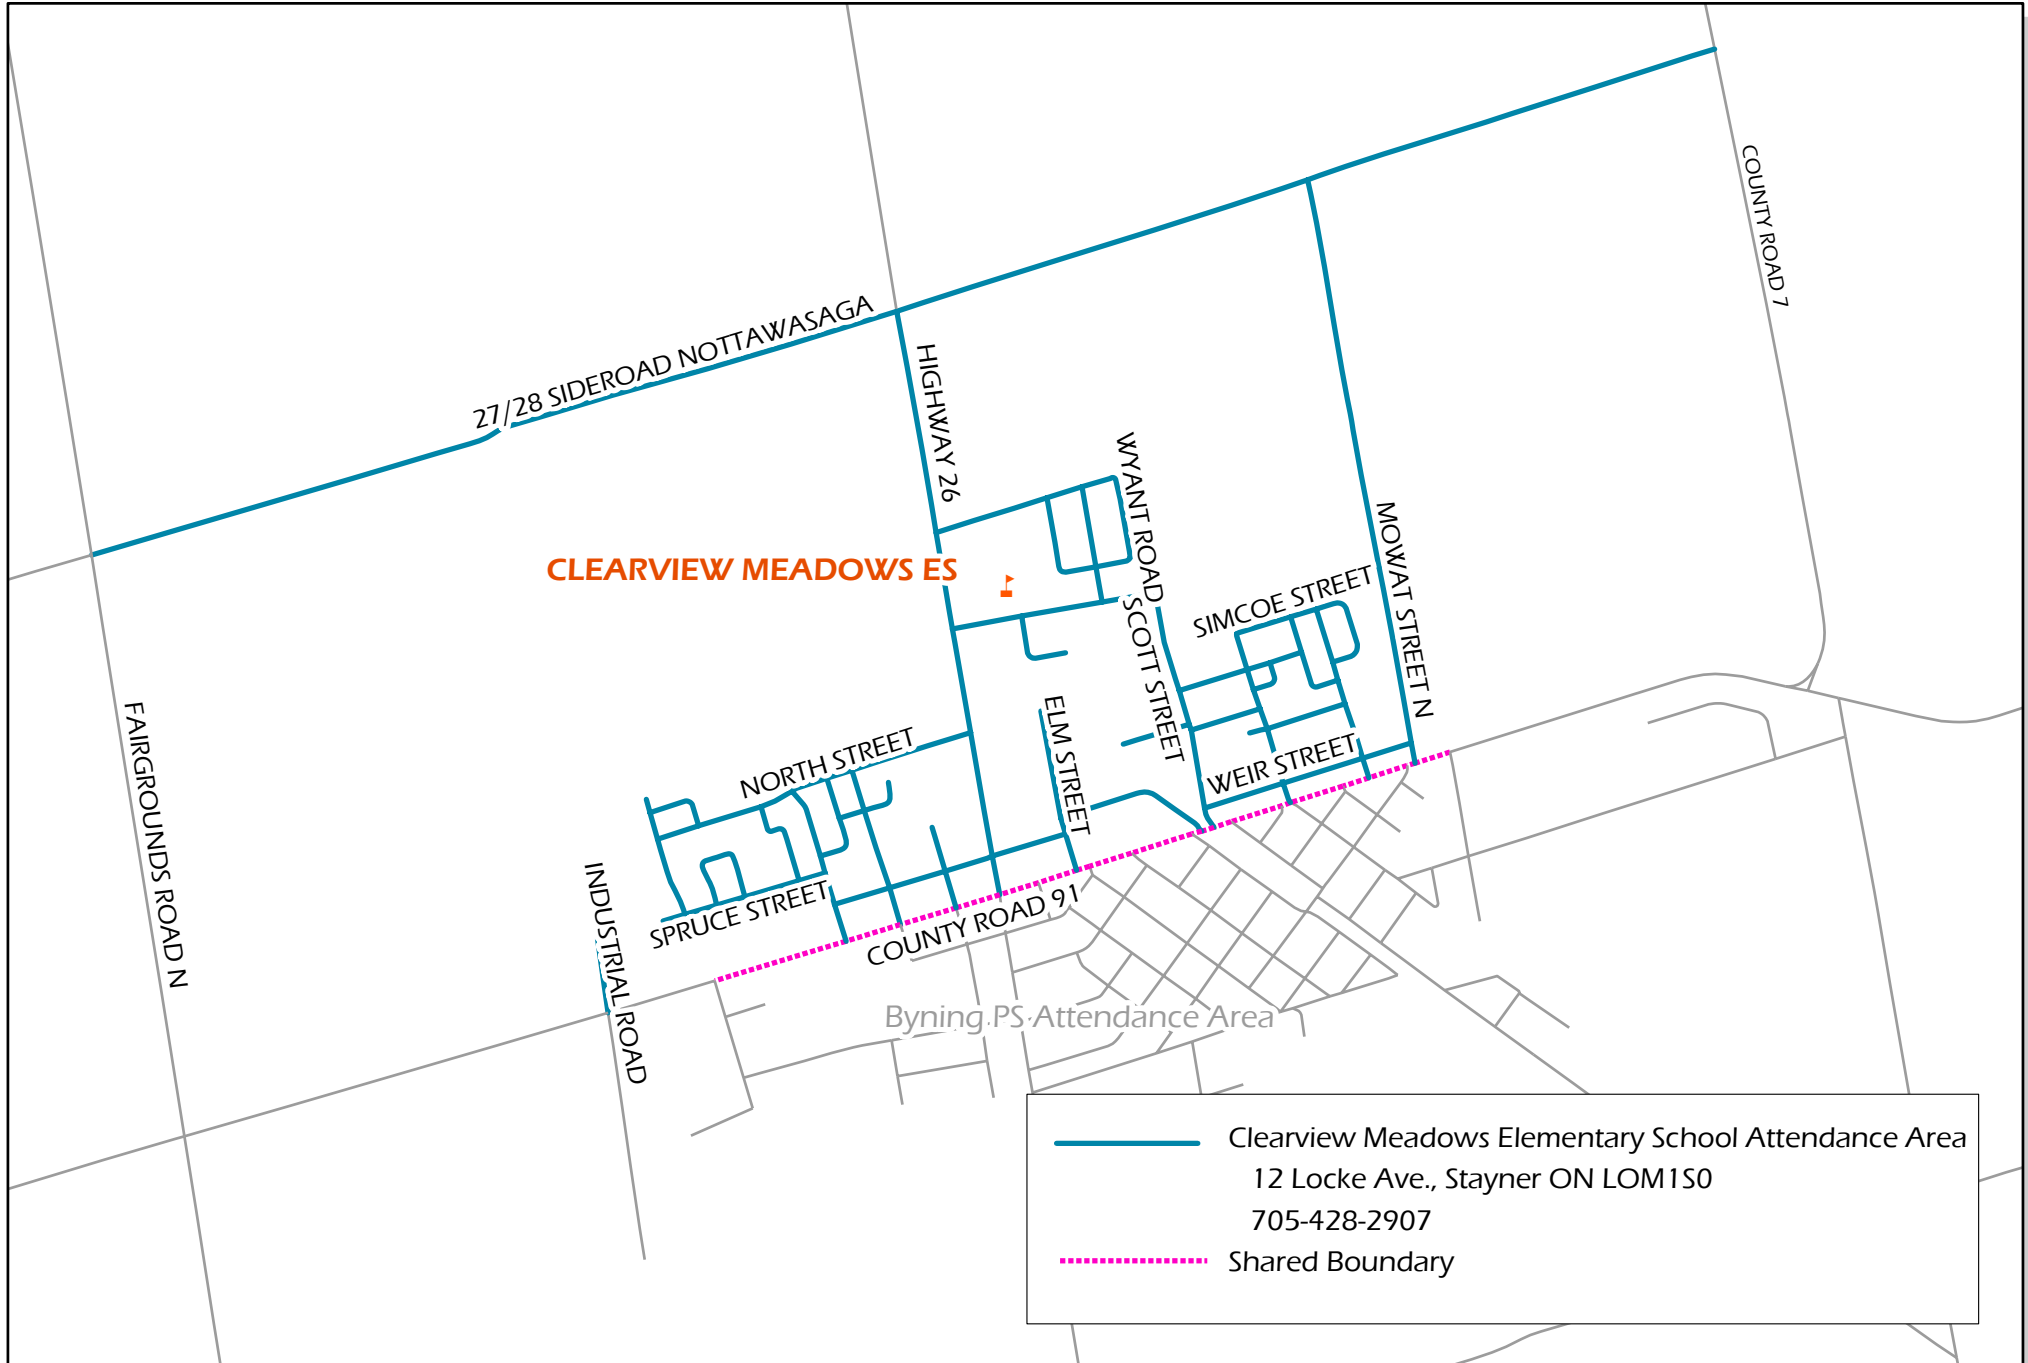 COUNTY ROAD 7
27/28 SIDEROAD NOTTAWASAGA
HIGHWAY 26
WYANT ROAD
CLEARVIEW MEADOWS ES
MOWAT STREET N
SIMCOE STREET
SCOTT STREET
FAIRGROUNDS ROAD N
ELM STREET
NORTH STREET
WEIR STREET
INDUSTRIAL ROAD
SPRUCE STREET
COUNTY ROAD 91
Byning PS Attendance Area
Clearview Meadows Elementary School Attendance Area
12 Locke Ave., Stayner ON LOM1S0
705-428-2907
Shared Boundary